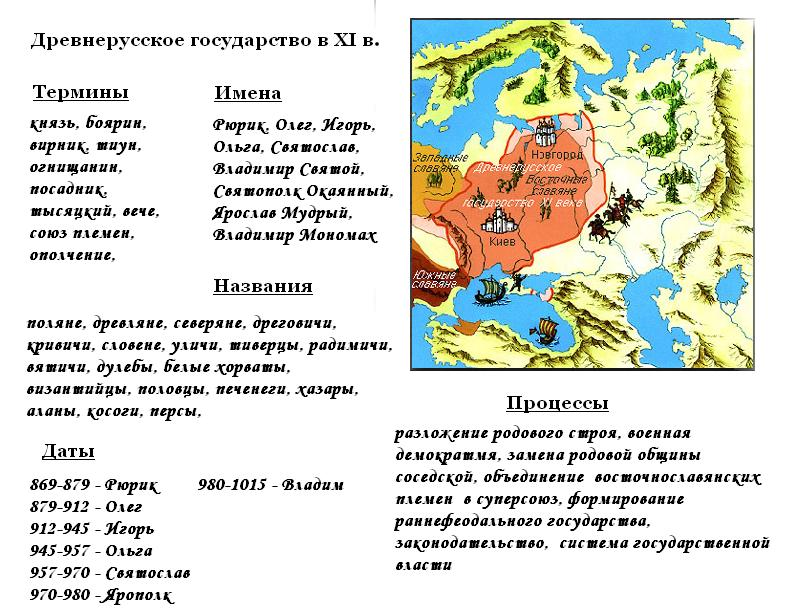 Древнерусское государство в XI в.
Термины
князь, боярин,
вирник. тиун,
огнищанин,
посадник.
тысяцкий, вече,
союз племен,
ополчение,
Имена
Рюрик. Олег, Игорь,
Ольга, Святослав,
Владимир Святой,
Святополк Окаянный,
Ярослав Мудрый,
Владимир Мономах
Названия
поляне, древляне, северяне, дреговичи,
кривичи, словене, уличи, тиверцы, радимичи,
вятичи, дулебы, белые хорваты,
византийцы, половцы, печенеги, хазары,
аланы, косоги, персы,
Даты
869-879 - Рюрик
879-912 - Олег
912-945 - Игорь
945-957 - Ольга
957-970 - Святослав
970-980 - Ярополк
980-1015 - Владим
Новгород
Западные
славяне
Древнерусское
Восточные
славяне
государство XI веке
Киев
Южные
славяне
Процессы
разложение родового строя, военная
демократмя, замена родовой общины
соседской, объединение восточнославянских
племен в суперсоюз, формирование
раннефеодального государства,
законодательство, система государственной
власти